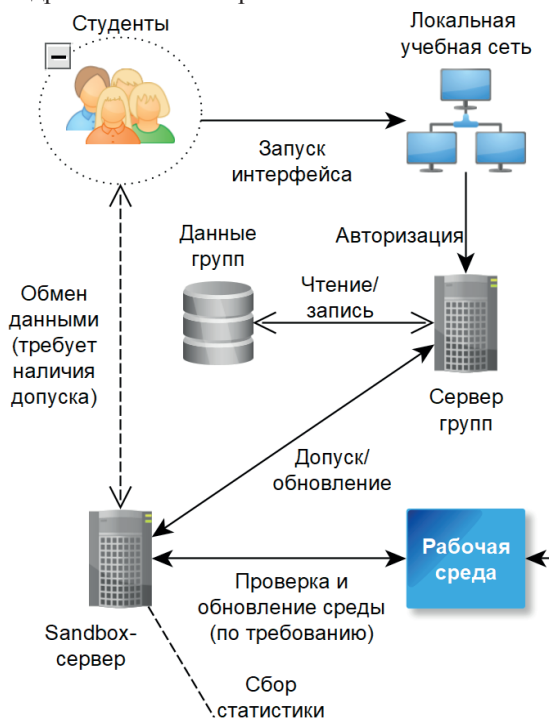 Студенты
Локальная
учебная сеть
Запуск
интерфейса
Данные
групп
Авторизация
Чтение/
запись
Обмен
данными
(требует
наличия
допуска)
Сервер
групп
Допуск/
обновление
Рабочая
среда
Проверка и
обновление среды
(по требованию)
Sandbox-
сервер
Сбор
статистики